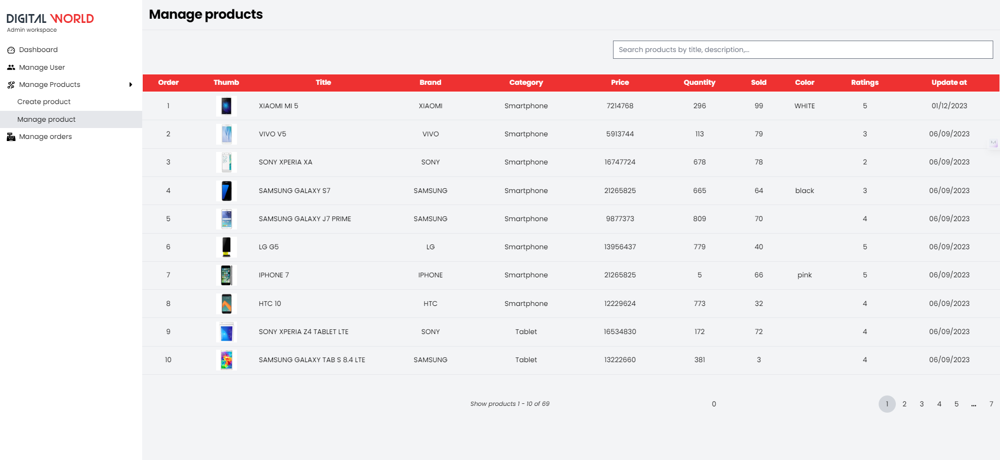 DIGITAL WORLD
Admin workspace
Dashboard
Manage User
Manage Products
Create product
Manage product
Manage orders
Manage products
Search products by title, description,...
Order Thumb Title Brand Category Price Quantity Sold Color Ratings Update at
1 XIAOMI MI 5 XIAOMI Smartphone 7214768 296 99 WHITE 5 01/12/2023
2 VIVO V5 VIVO Smartphone 5913744 113 79 3 06/09/2023
3 SONY XPERIA XA SONY Smartphone 16747724 678 78 2 06/09/2023
4 SAMSUNG GALAXY S7 SAMSUNG Smartphone 21265825 665 64 black 3 06/09/2023
5 SAMSUNG GALAXY J7 PRIME SAMSUNG Smartphone 9877373 809 70 4 06/09/2023
6 LG G5 LG Smartphone 13956437 779 40 5 06/09/2023
7 IPHONE 7 IPHONE Smartphone 21265825 5 66 pink 5 06/09/2023
8 HTC 10 HTC Smartphone 12229624 773 32 4 06/09/2023
9 SONY XPERIA Z4 TABLET LTE SONY Tablet 16534830 172 72 4 06/09/2023
10 SAMSUNG GALAXY TAB S 8.4 LTE SAMSUNG Tablet 13222660 381 3 4 06/09/2023
Show products 1 - 10 of 69 0 1 2 3 4 5 ... 7